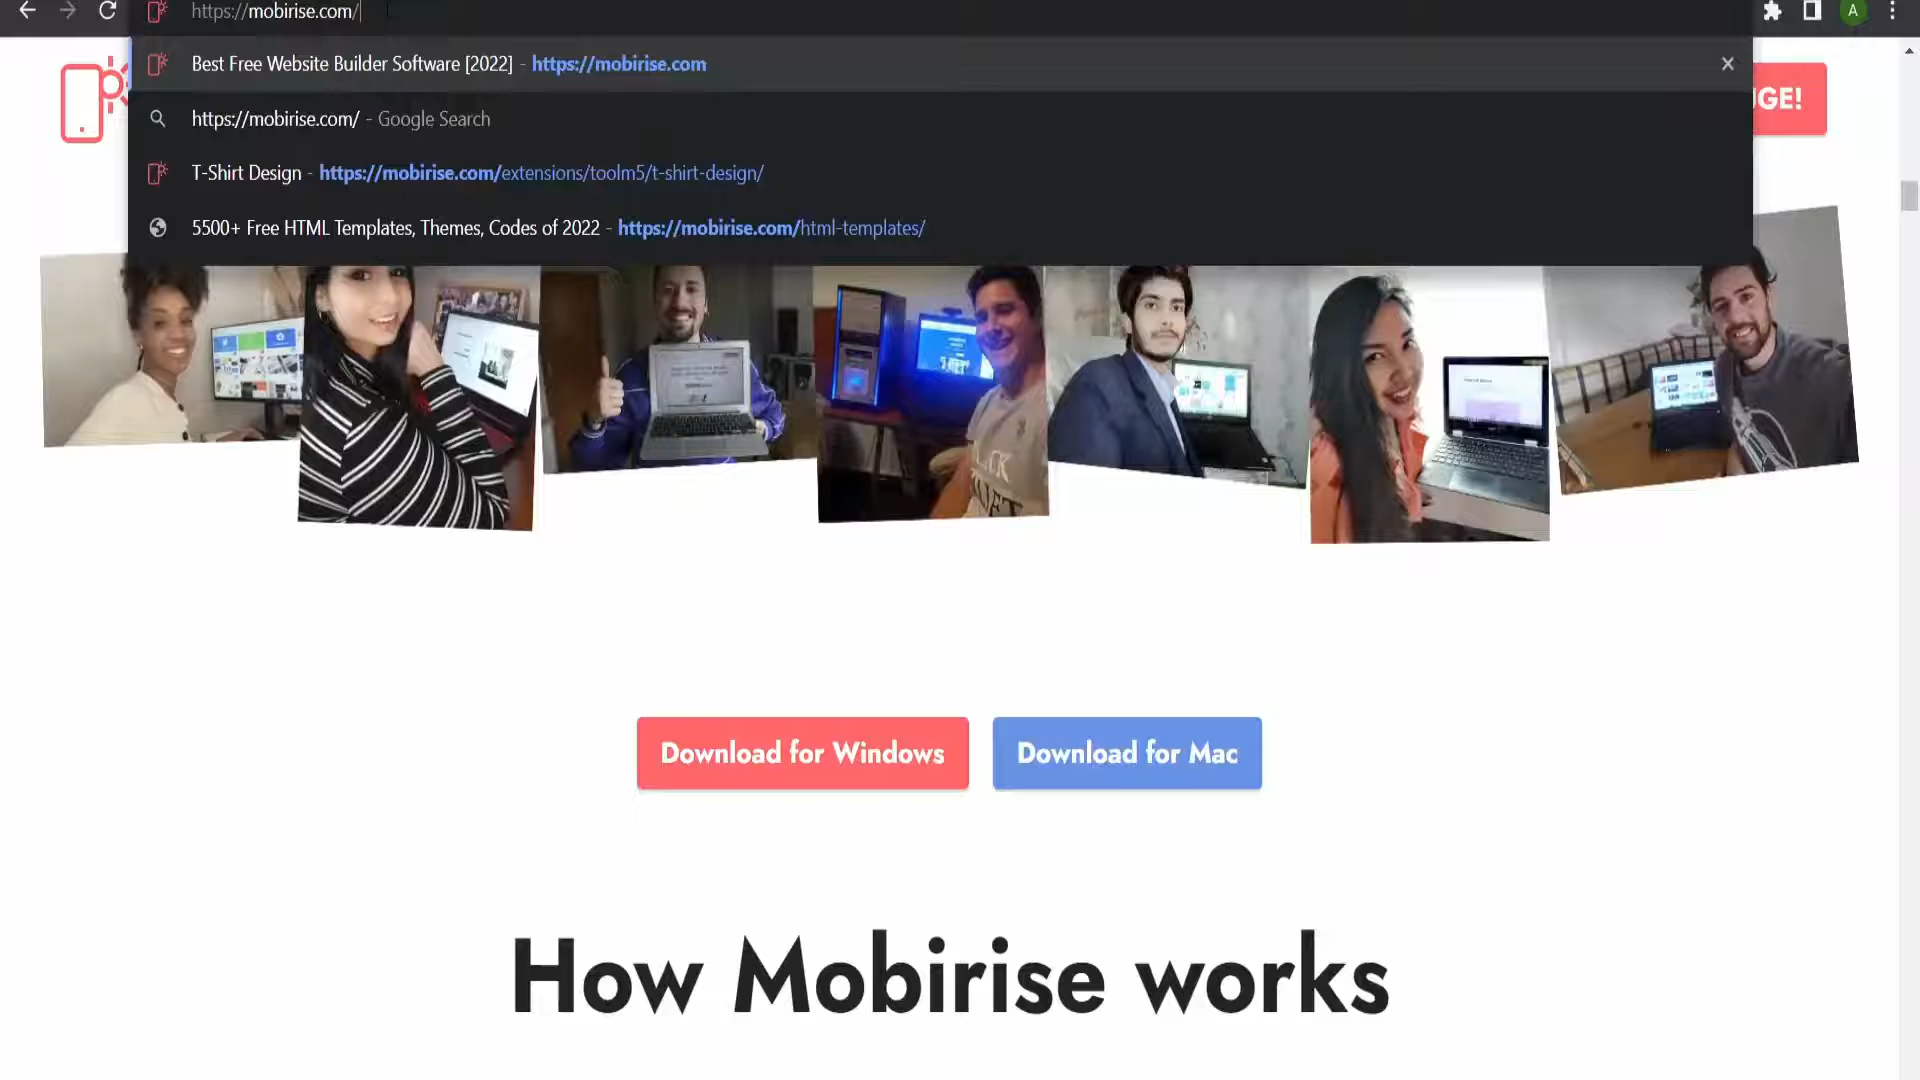 https://mobirise.com/
A
Best Free Website Builder Software [2022] - https://mobirise.com
https://mobirise.com/ - Google Search
T-Shirt Design - https://mobirise.com/extensions/toolm5/t-shirt-design/
5500+ Free HTML Templates, Themes, Codes of 2022 - https://mobirise.com/html-templates/
GE!
Download for Windows
Download for Mac
How Mobirise works